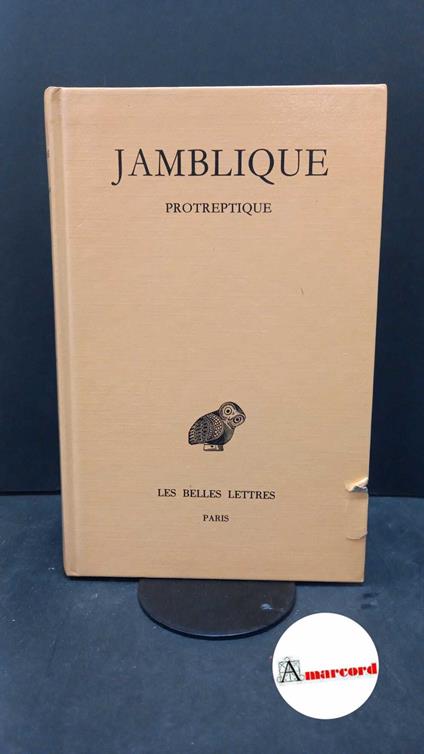 JAMBLIQUE
PROTREPTIQUE
LES BELLES LETTRES
PARIS
Amarcord